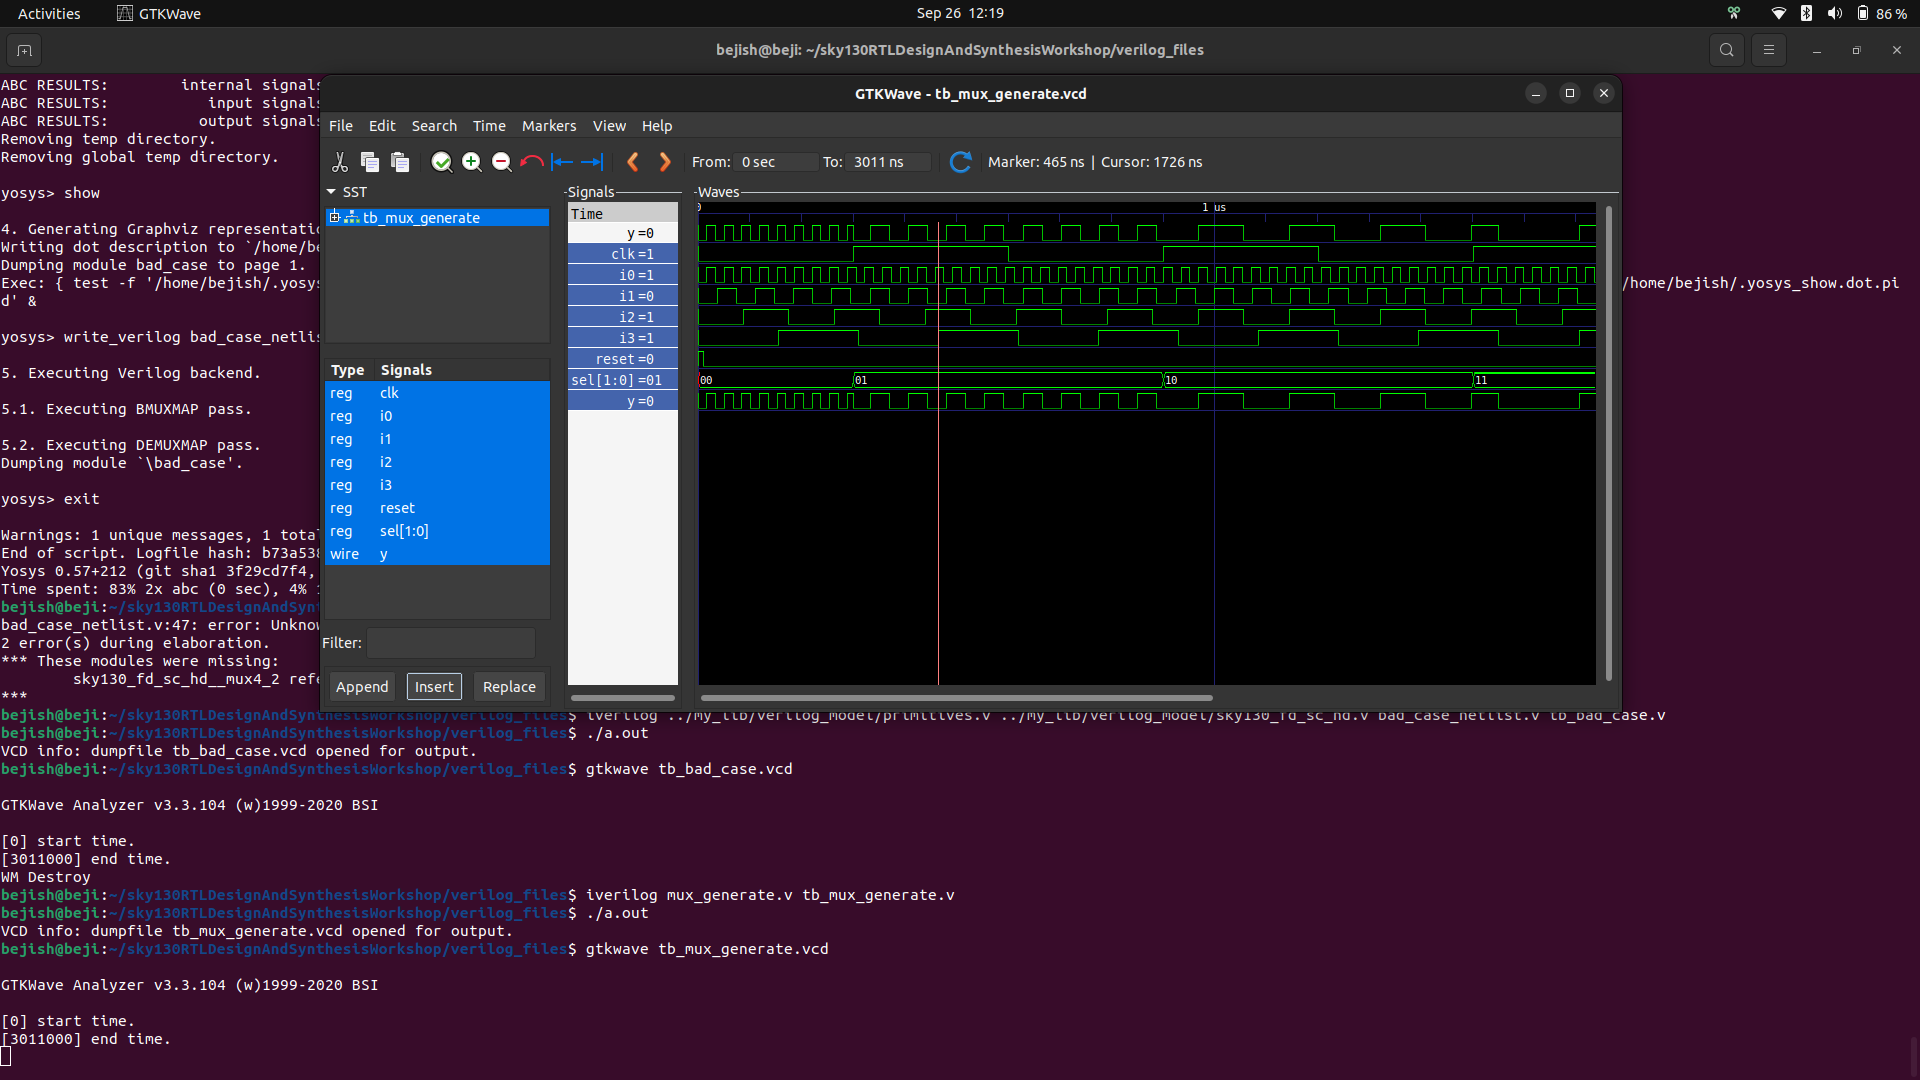 Activities
GTKWave
Sep 26 12:19
86 %
bejish@beji: ~/sky130RTLDesignAndSynthesisWorkshop/verilog_files
ABC RESULTS: internal signals
ABC RESULTS: input signals
ABC RESULTS: output signals
Removing temp directory.
Removing global temp directory.
yosys> show
4. Generating Graphviz representatio
Writing dot description to `/home/be
Dumping module bad_case to page 1.
Exec: { test -f '/home/bejish/.yosys
/home/bejish/.yosys_show.dot.pi
d' &
yosys> write_verilog bad_case_netlis
5. Executing Verilog backend.
5.1. Executing BMUXMAP pass.
5.2. Executing DEMUXMAP pass.
Dumping module `\bad_case'.
yosys> exit
Warnings: 1 unique messages, 1 total
End of script. Logfile hash: b73a538
Yosys 0.57+212 (git sha1 3f29cd7f4,
Time spent: 83% 2x abc (0 sec), 4%
bejish@beji:~/sky130RTLDesignAndSynt
bad_case_netlist.v:47: error: Unknow
2 error(s) during elaboration.
*** These modules were missing:
sky130_fd_sc_hd__mux4_2 refe
***
GTKWave - tb_mux_generate.vcd
File Edit Search Time Markers View Help
From: 0 sec To: 3011 ns Marker: 465 ns | Cursor: 1726 ns
SST
tb_mux_generate
Type Signals
reg clk
reg i0
reg i1
reg i2
reg i3
reg reset
reg sel[1:0]
wire y
Filter:
Append Insert Replace
Signals
Time
y=0
clk=1
i0=1
i1=0
i2=1
i3=1
reset=0
sel[1:0]=01
y=0
Waves
0 1 us
00 01 10 11
bejish@beji:~/sky130RTLDesignAndSynthesisWorkshop/verilog_files$ iverilog ../my_lib/verilog_model/primitives.v ../my_lib/verilog_model/sky130_fd_sc_hd.v bad_case_netlist.v tb_bad_case.v
bejish@beji:~/sky130RTLDesignAndSynthesisWorkshop/verilog_files$ ./a.out
VCD info: dumpfile tb_bad_case.vcd opened for output.
bejish@beji:~/sky130RTLDesignAndSynthesisWorkshop/verilog_files$ gtkwave tb_bad_case.vcd
GTKWave Analyzer v3.3.104 (w)1999-2020 BSI
[0] start time.
[3011000] end time.
WM Destroy
bejish@beji:~/sky130RTLDesignAndSynthesisWorkshop/verilog_files$ iverilog mux_generate.v tb_mux_generate.v
bejish@beji:~/sky130RTLDesignAndSynthesisWorkshop/verilog_files$ ./a.out
VCD info: dumpfile tb_mux_generate.vcd opened for output.
bejish@beji:~/sky130RTLDesignAndSynthesisWorkshop/verilog_files$ gtkwave tb_mux_generate.vcd
GTKWave Analyzer v3.3.104 (w)1999-2020 BSI
[0] start time.
[3011000] end time.